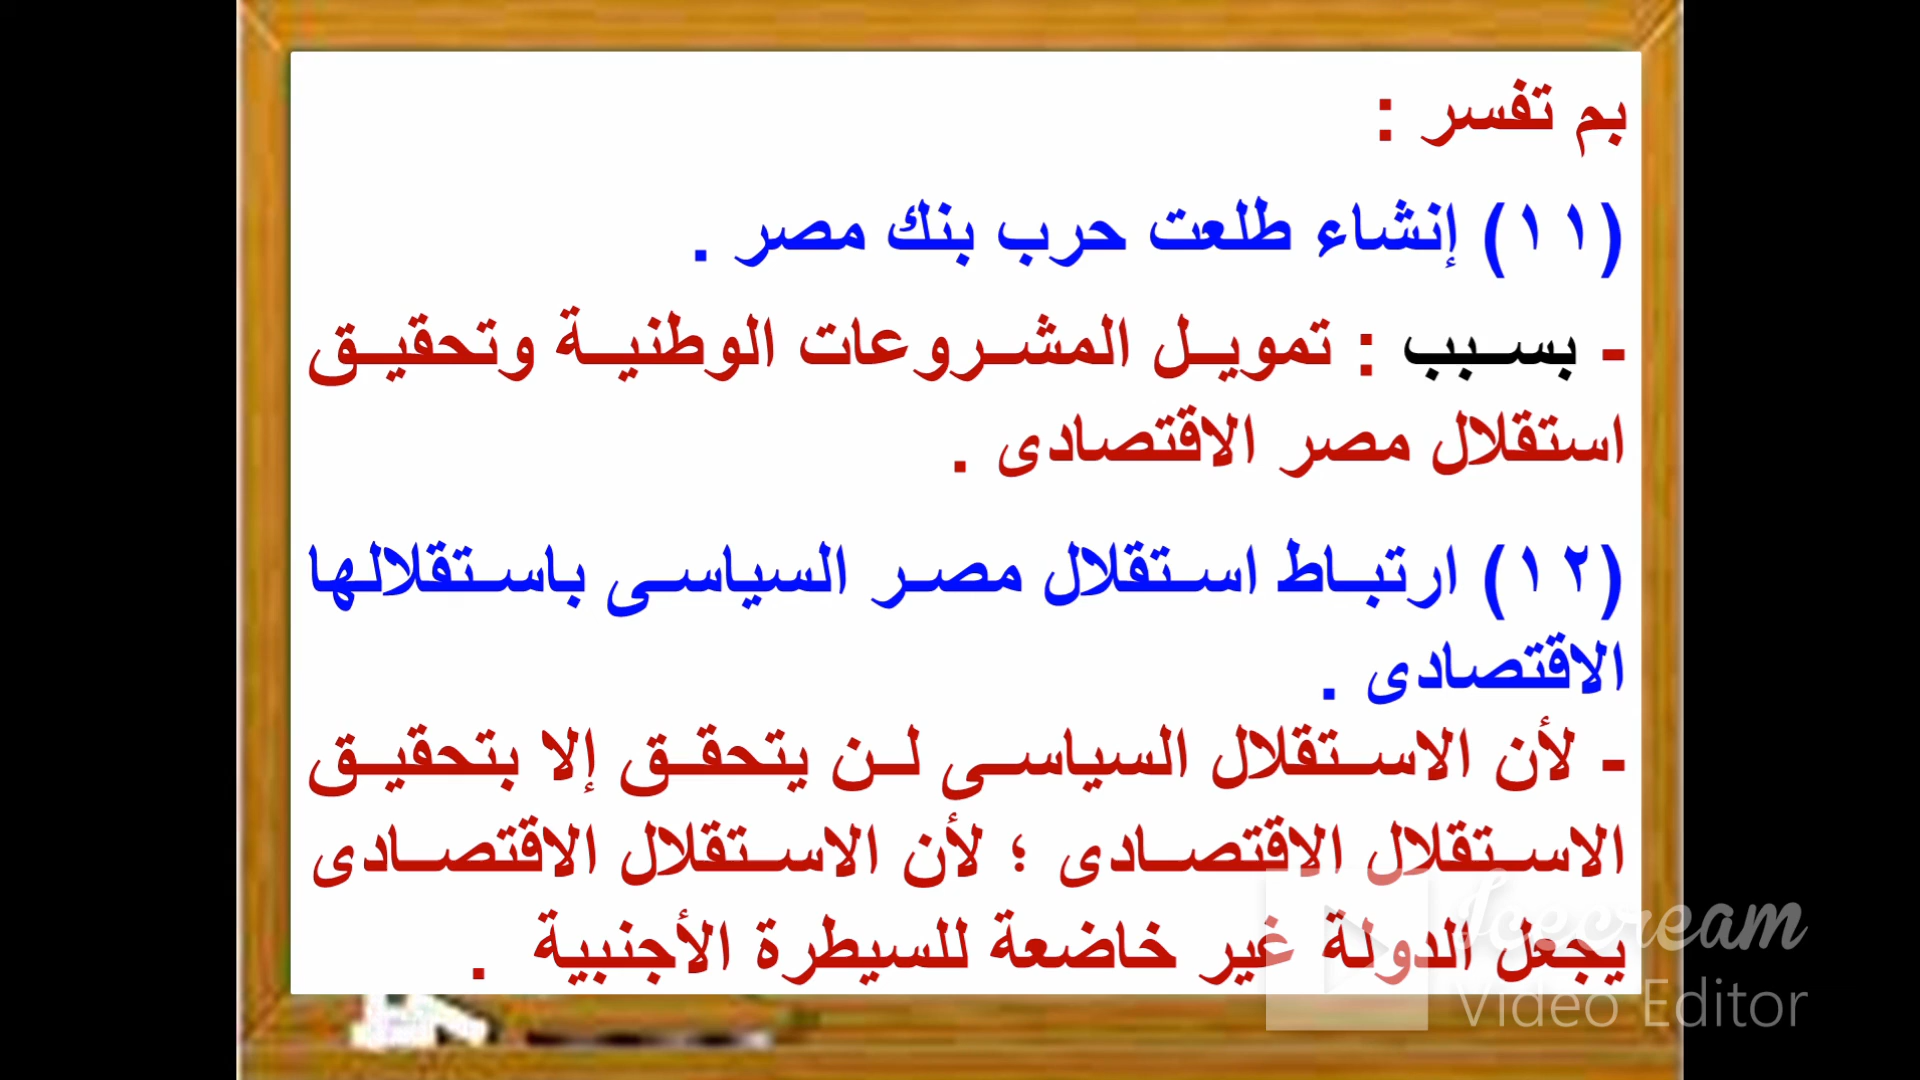 بم تفسر :
(١١) إنشاء طلعت حرب بنك مصر .
- بسبب : تمويل المشروعات الوطنية وتحقيق
استقلال مصر الاقتصادى .
(١٢) ارتباط استقلال مصر السياسى باستقلالها
الاقتصادى .
- لأن الاستقلال السياسى لن يتحقق إلا بتحقيق
الاستقلال الاقتصادى ؛ لأن الاستقلال الاقتصادى
يجعل الدولة غير خاضعة للسيطرة الأجنبية .
Icecream
Video Editor